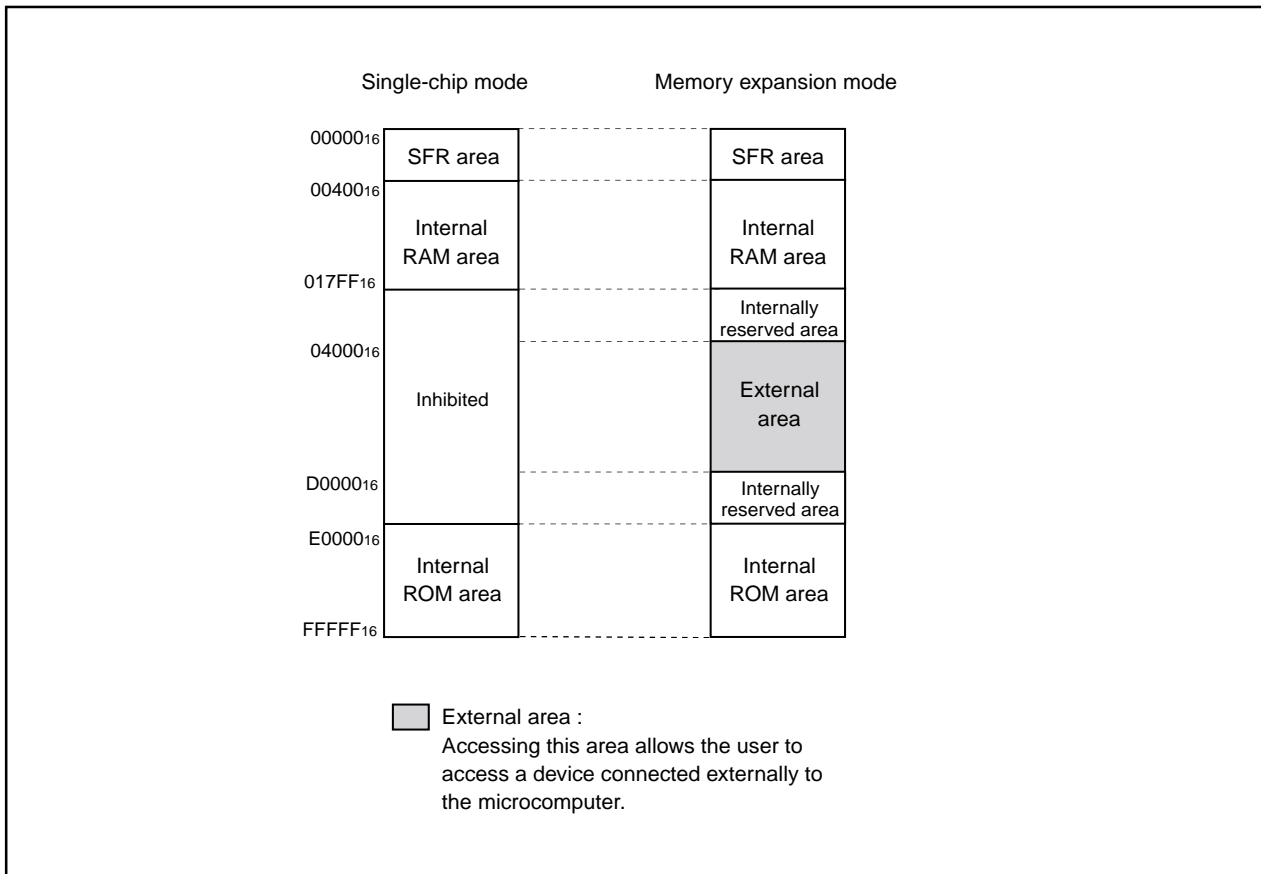 Single-chip mode
Memory expansion mode
00000₁₆
SFR area
SFR area
00400₁₆
Internal
RAM area
Internal
RAM area
017FF₁₆
Internally
reserved area
04000₁₆
Inhibited
External
area
D0000₁₆
Internally
reserved area
E0000₁₆
Internal
ROM area
Internal
ROM area
FFFFF₁₆
External area :
Accessing this area allows the user to
access a device connected externally to
the microcomputer.